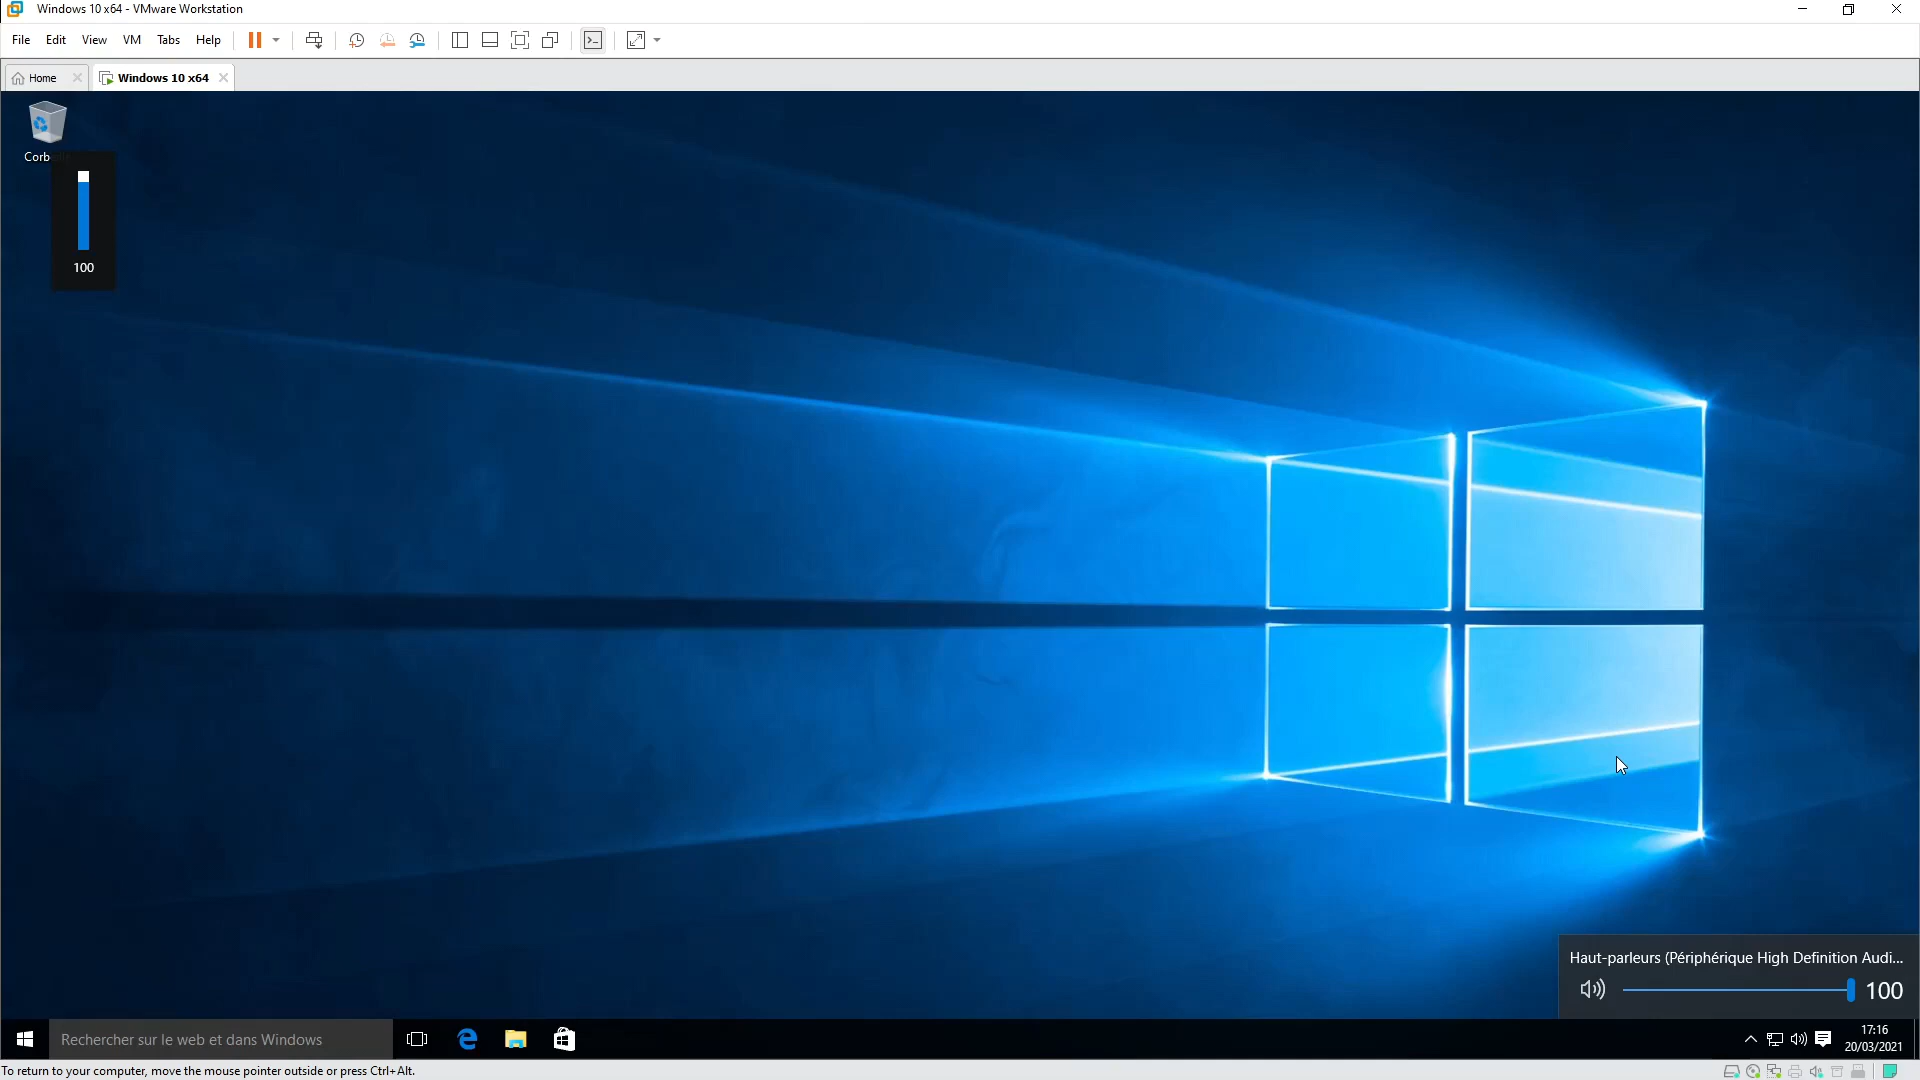 Windows 10 x64 - VMware Workstation
File Edit View VM Tabs Help
Home Windows 10 x64
Corb
100
Haut-parleurs (Périphérique High Definition Audi...
100
Rechercher sur le web et dans Windows
17:16
20/03/2021
To return to your computer, move the mouse pointer outside or press Ctrl+Alt.